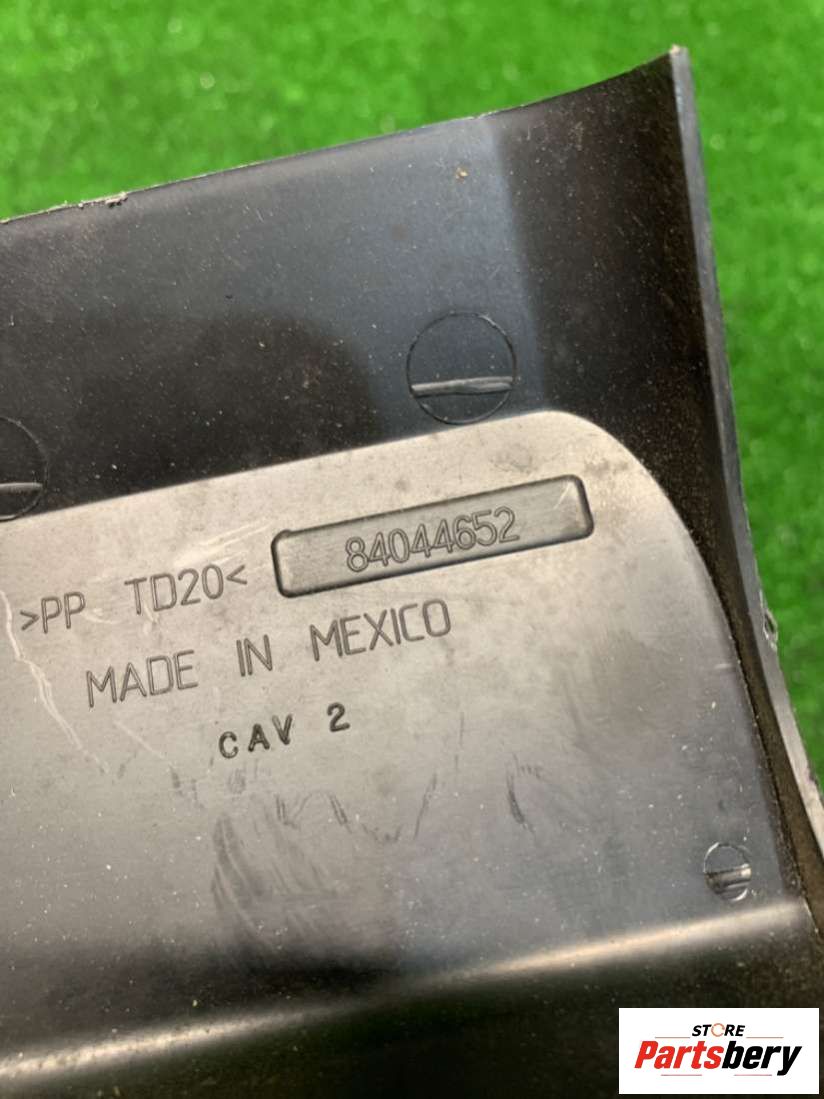 84044652
>PP TD20<
MADE IN MEXICO
CAV 2
STORE
Partsbery